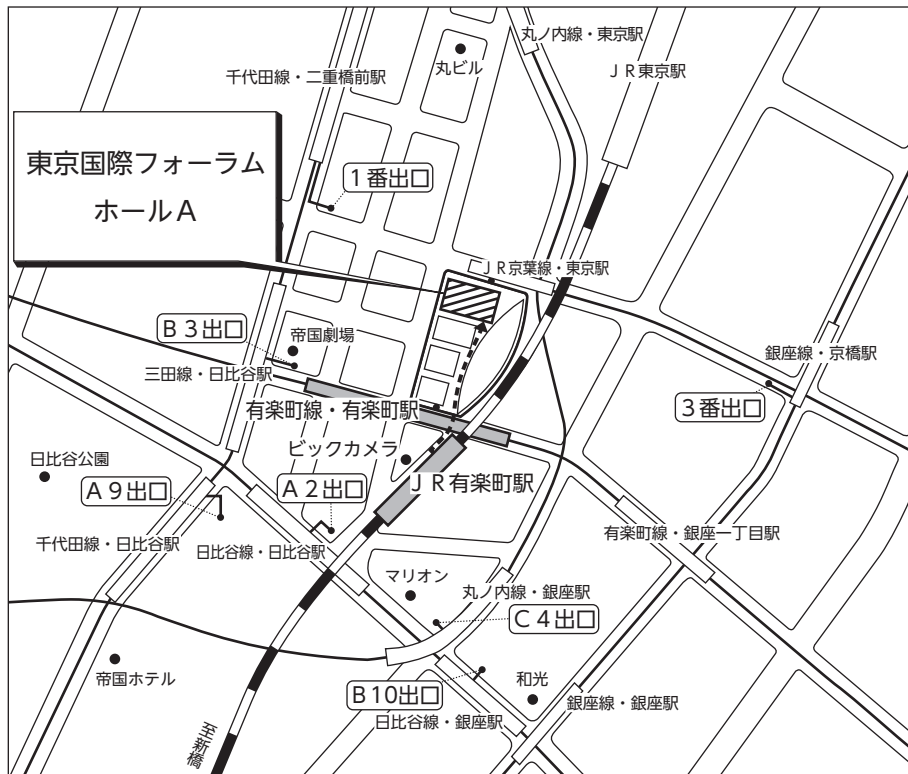 丸ノ内線・東京駅
丸ビル
千代田線・二重橋前駅
ＪＲ東京駅
東京国際フォーラム
ホールＡ
１番出口
ＪＲ京葉線・東京駅
Ｂ３出口
帝国劇場
三田線・日比谷駅
銀座線・京橋駅
有楽町線・有楽町駅
３番出口
ビックカメラ
日比谷公園
ＪＲ有楽町駅
Ａ９出口
Ａ２出口
千代田線・日比谷駅
日比谷線・日比谷駅
有楽町線・銀座一丁目駅
マリオン
丸ノ内線・銀座駅
Ｃ４出口
帝国ホテル
和光
Ｂ10出口
銀座線・銀座駅
日比谷線・銀座駅
至新橋